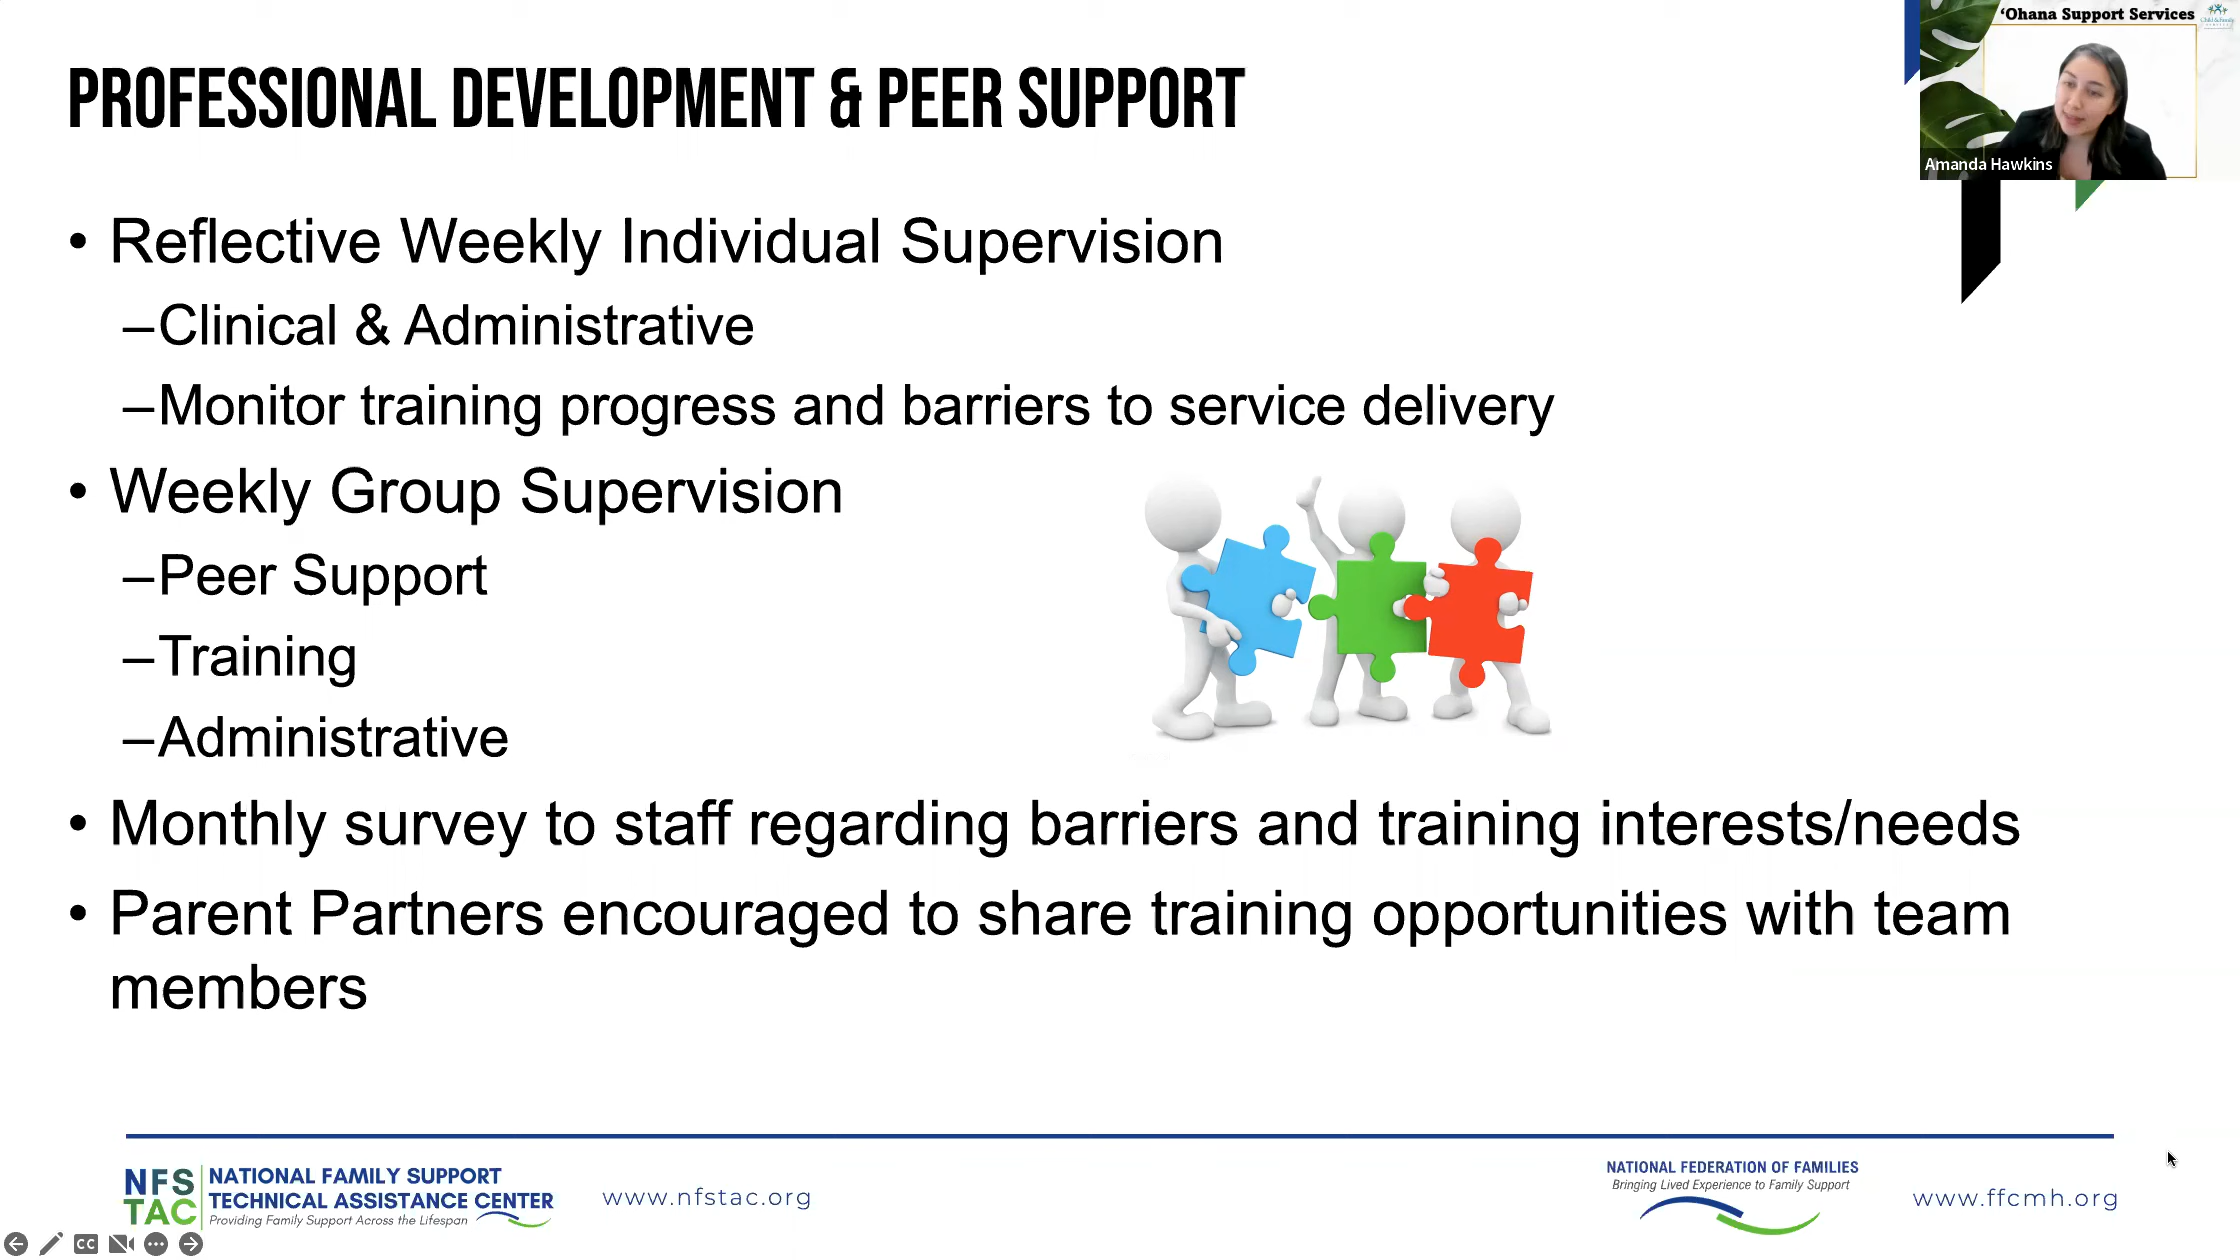 'Ohana Support Services
Amanda Hawkins
PROFESSIONAL DEVELOPMENT & PEER SUPPORT
• Reflective Weekly Individual Supervision
–Clinical & Administrative
–Monitor training progress and barriers to service delivery
• Weekly Group Supervision
–Peer Support
–Training
–Administrative
• Monthly survey to staff regarding barriers and training interests/needs
• Parent Partners encouraged to share training opportunities with team
members
NFS
TAC
NATIONAL FAMILY SUPPORT
TECHNICAL ASSISTANCE CENTER
Providing Family Support Across the Lifespan
www.nfstac.org
NATIONAL FEDERATION OF FAMILIES
Bringing Lived Experience to Family Support
www.ffcmh.org
CC